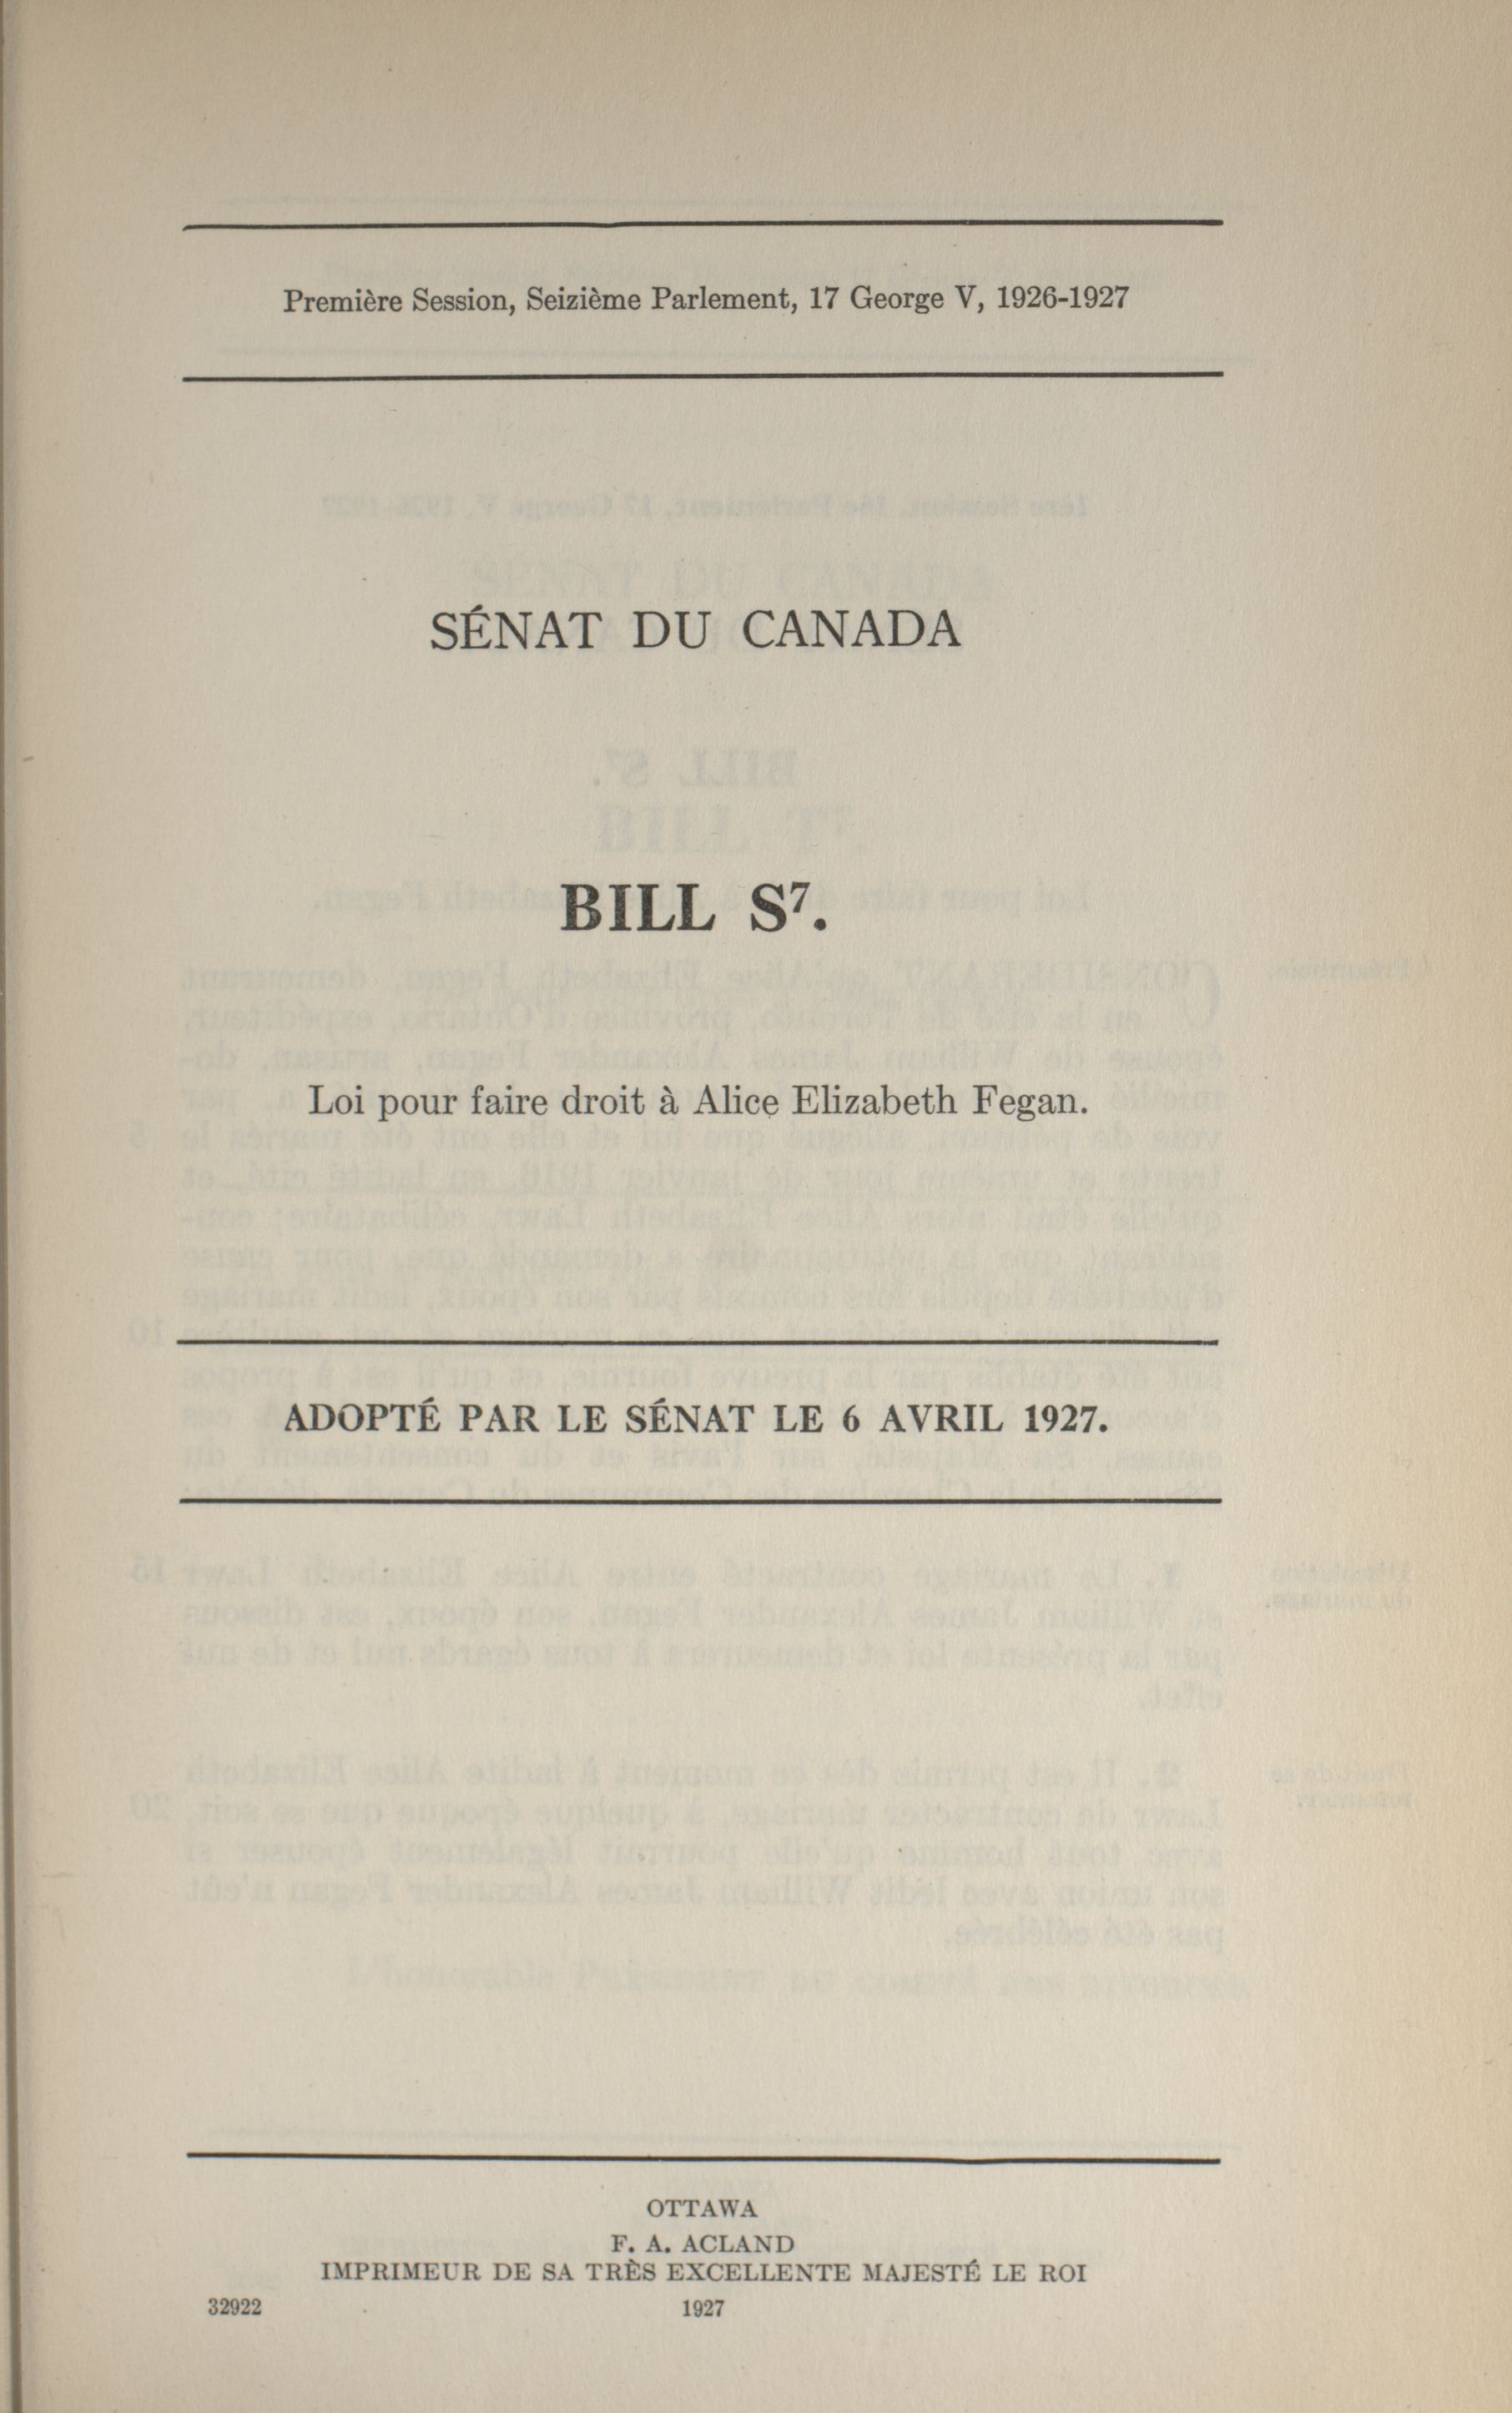 Première Session, Seizième Parlement, 17 George V, 1926-1927
SÉNAT DU CANADA
BILL S⁷.
Loi pour faire droit à Alice Elizabeth Fegan.
ADOPTÉ PAR LE SÉNAT LE 6 AVRIL 1927.
OTTAWA
F. A. ACLAND
IMPRIMEUR DE SA TRÈS EXCELLENTE MAJESTÉ LE ROI
32922
1927